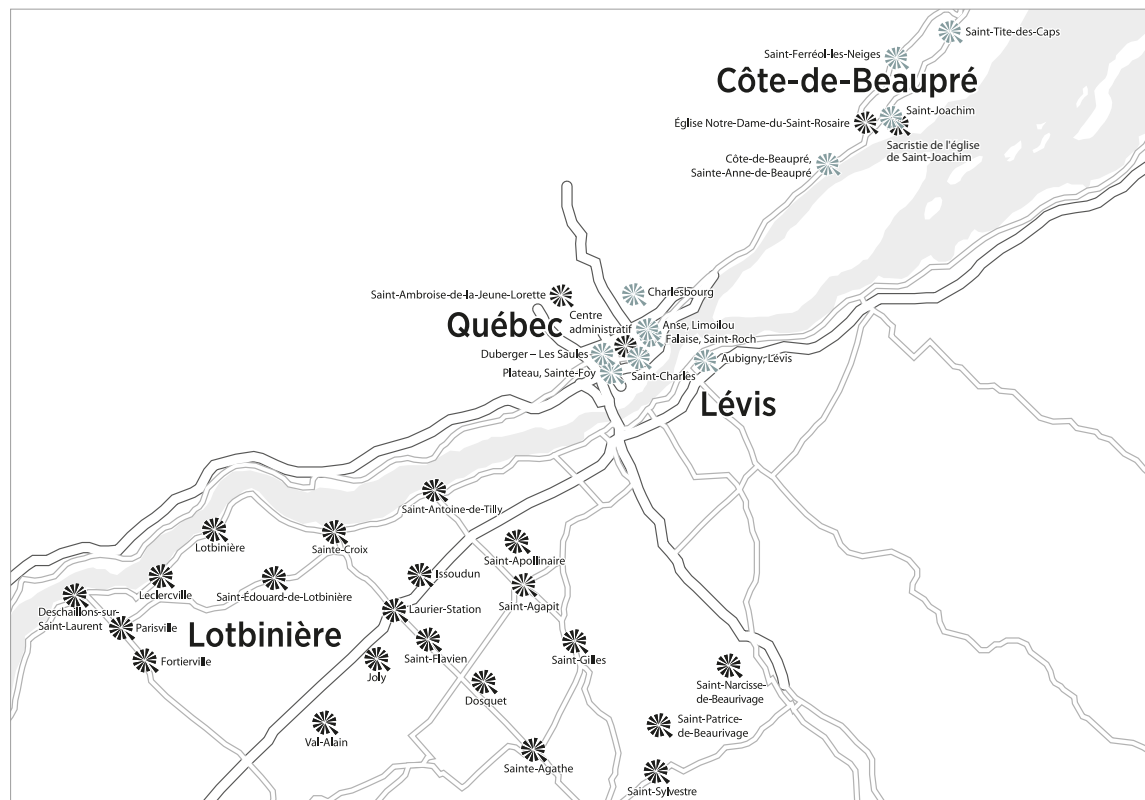 Saint-Tite-des-Caps
Saint-Ferréol-les-Neiges
Côte-de-Beaupré
Saint-Joachim
Église Notre-Dame-du-Saint-Rosaire
Sacristie de l'église
de Saint-Joachim
Côte-de-Beaupré,
Sainte-Anne-de-Beaupré
Saint-Ambroise-de-la-Jeune-Lorette
Charlesbourg
Québec
Centre
administratif
Anse, Limoilou
Falaise, Saint-Roch
Duberger – Les Saules
Aubigny, Lévis
Plateau, Sainte-Foy
Saint-Charles
Lévis
Saint-Antoine-de-Tilly
Lotbinière
Sainte-Croix
Saint-Apollinaire
Issoudun
Leclercville
Saint-Édouard-de-Lotbinière
Saint-Agapit
Deschaillons-sur-
Saint-Laurent
Laurier-Station
Parisville
Lotbinière
Saint-Flavien
Saint-Gilles
Fortierville
Joly
Dosquet
Saint-Narcisse-
de-Beaurivage
Saint-Patrice-
de-Beaurivage
Val-Alain
Sainte-Agathe
Saint-Sylvestre